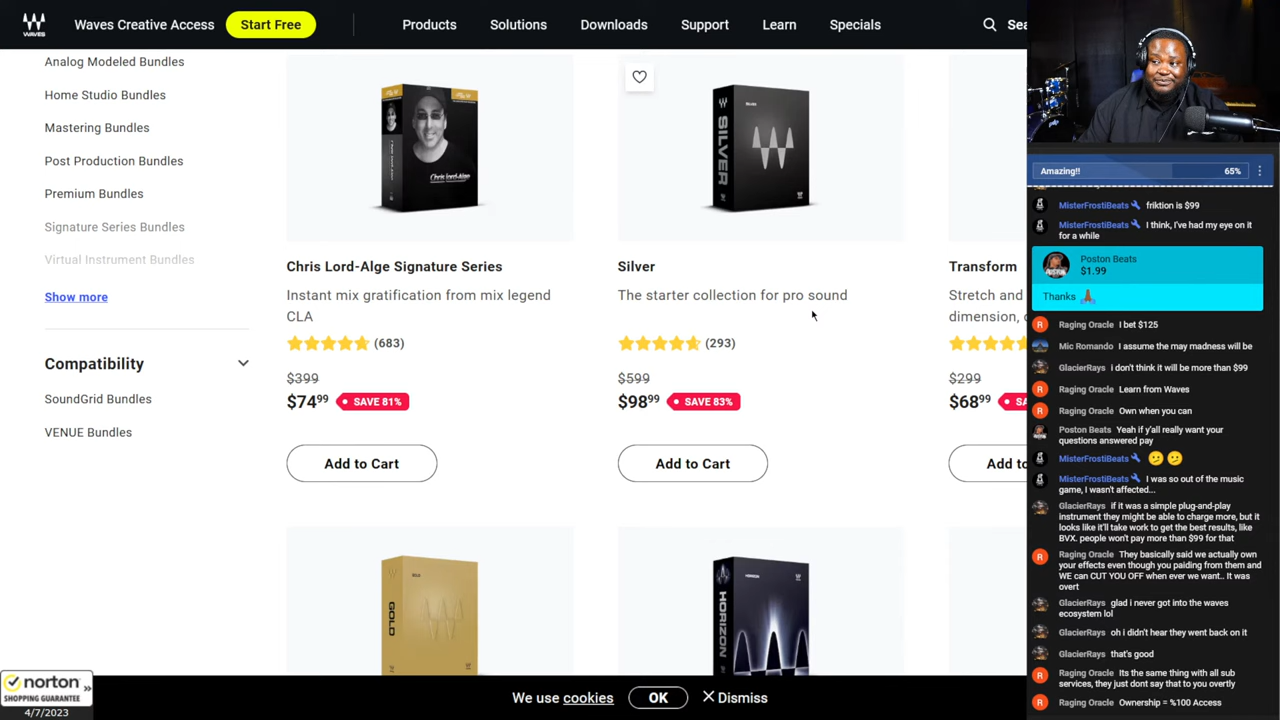 WAVES
Waves Creative Access
Start Free
Products
Solutions
Downloads
Support
Learn
Specials
Analog Modeled Bundles
Home Studio Bundles
Mastering Bundles
Post Production Bundles
Premium Bundles
Signature Series Bundles
Virtual Instrument Bundles
Show more
Compatibility
SoundGrid Bundles
VENUE Bundles
Chris Lord-Alge
Chris Lord-Alge Signature Series
Instant mix gratification from mix legend
CLA
(683)
$399
$74⁹⁹
SAVE 81%
Add to Cart
SILVER
Silver
The starter collection for pro sound
(293)
$599
$98⁹⁹
SAVE 83%
Add to Cart
Transform
Stretch and
dimension,
$299
$68⁹⁹
Add to
GOLD
HORIZON
We use cookies
OK
Dismiss
norton
SHOPPING GUARANTEE
4/7/2023
Amazing!!
65%
MisterFrostiBeats friktion is $99
MisterFrostiBeats I think, I've had my eye on it
for a while
Poston Beats
$1.99
Thanks 🙏🏾
Raging Oracle I bet $125
Mic Romando I assume the may madness will be
GlacierRays i don't think it will be more than $99
Raging Oracle Learn from Waves
Raging Oracle Own when you can
Poston Beats Yeah if y'all really want your
questions answered pay
MisterFrostiBeats 🫤 🫤
MisterFrostiBeats I was so out of the music
game, I wasn't affected...
GlacierRays if it was a simple plug-and-play
instrument they might be able to charge more, but it
looks like it'll take work to get the best results, like
BVX. people won't pay more than $99 for that
Raging Oracle They basically said we actually own
your effects even though you paiding from them and
WE can CUT YOU OFF when ever we want.. It was
overt
GlacierRays glad i never got into the waves
ecosystem lol
GlacierRays oh i didn't hear they went back on it
GlacierRays that's good
Raging Oracle Its the same thing with all sub
services, they just dont say that to you overtly
Raging Oracle Ownership = %100 Access